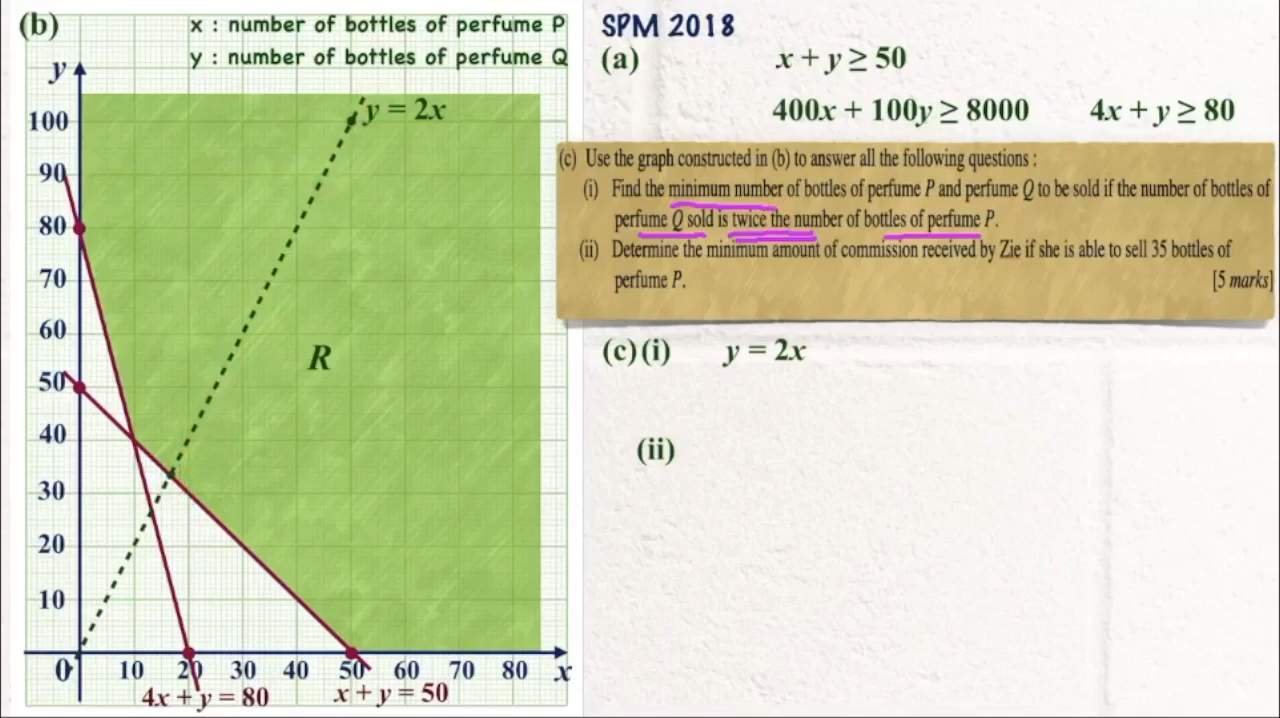 (b)
x : number of bottles of perfume P
y : number of bottles of perfume Q
y
y = 2x
100
90
80
70
60
50
40
30
20
10
R
0
10 20 30 40 50 60 70 80 x
4x + y = 80
x + y = 50
SPM 2018
(a) x + y ≥ 50
400x + 100y ≥ 8000 4x + y ≥ 80
(c) Use the graph constructed in (b) to answer all the following questions :
(i) Find the minimum number of bottles of perfume P and perfume Q to be sold if the number of bottles of
perfume Q sold is twice the number of bottles of perfume P.
(ii) Determine the minimum amount of commission received by Zie if she is able to sell 35 bottles of
perfume P. [5 marks]
(c) (i) y = 2x
(ii)